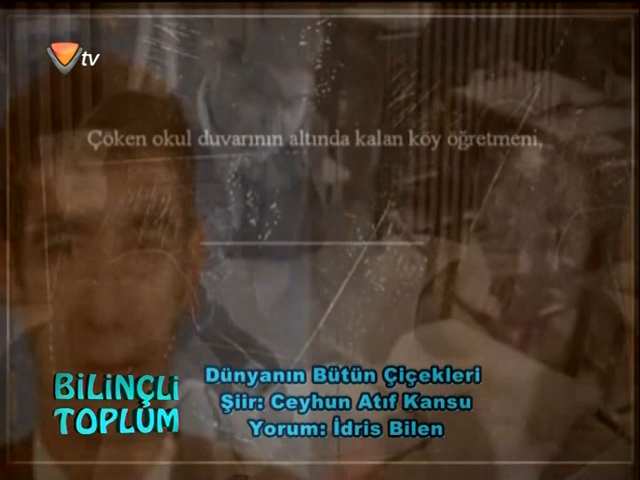 tv
Çöken okul duvarının altında kalan köy öğretmeni,
BİLİNÇLİ
TOPLUM
Dünyanın Bütün Çiçekleri
Şiir: Ceyhun Atıf Kansu
Yorum: İdris Bilen